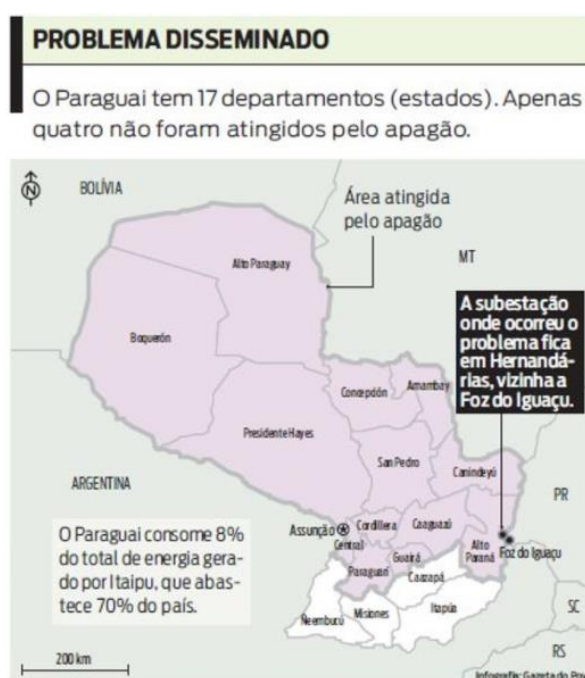 PROBLEMA DISSEMINADO
O Paraguai tem 17 departamentos (estados). Apenas
quatro não foram atingidos pelo apagão.
N
BOLÍVIA
Área atingida
pelo apagão
MT
Alto Paraguay
Boquerón
A subestação
onde ocorreu o
problema fica
em Hernandá-
rias, vizinha a
Foz do Iguaçu.
Concepción
Amambay
Presidente Hayes
San Pedro
Canindeyú
ARGENTINA
PR
O Paraguai consome 8%
do total de energia gera-
do por Itaipu, que abas-
tece 70% do país.
Assunção
Cordillera
Caaguazú
Central
Guairá
Alto
Paraná
Foz do Iguaçu
Paraguarí
Caazapá
Ñeembucú
Misiones
Itapúa
SC
RS
200 km
Infografia: Gazeta do